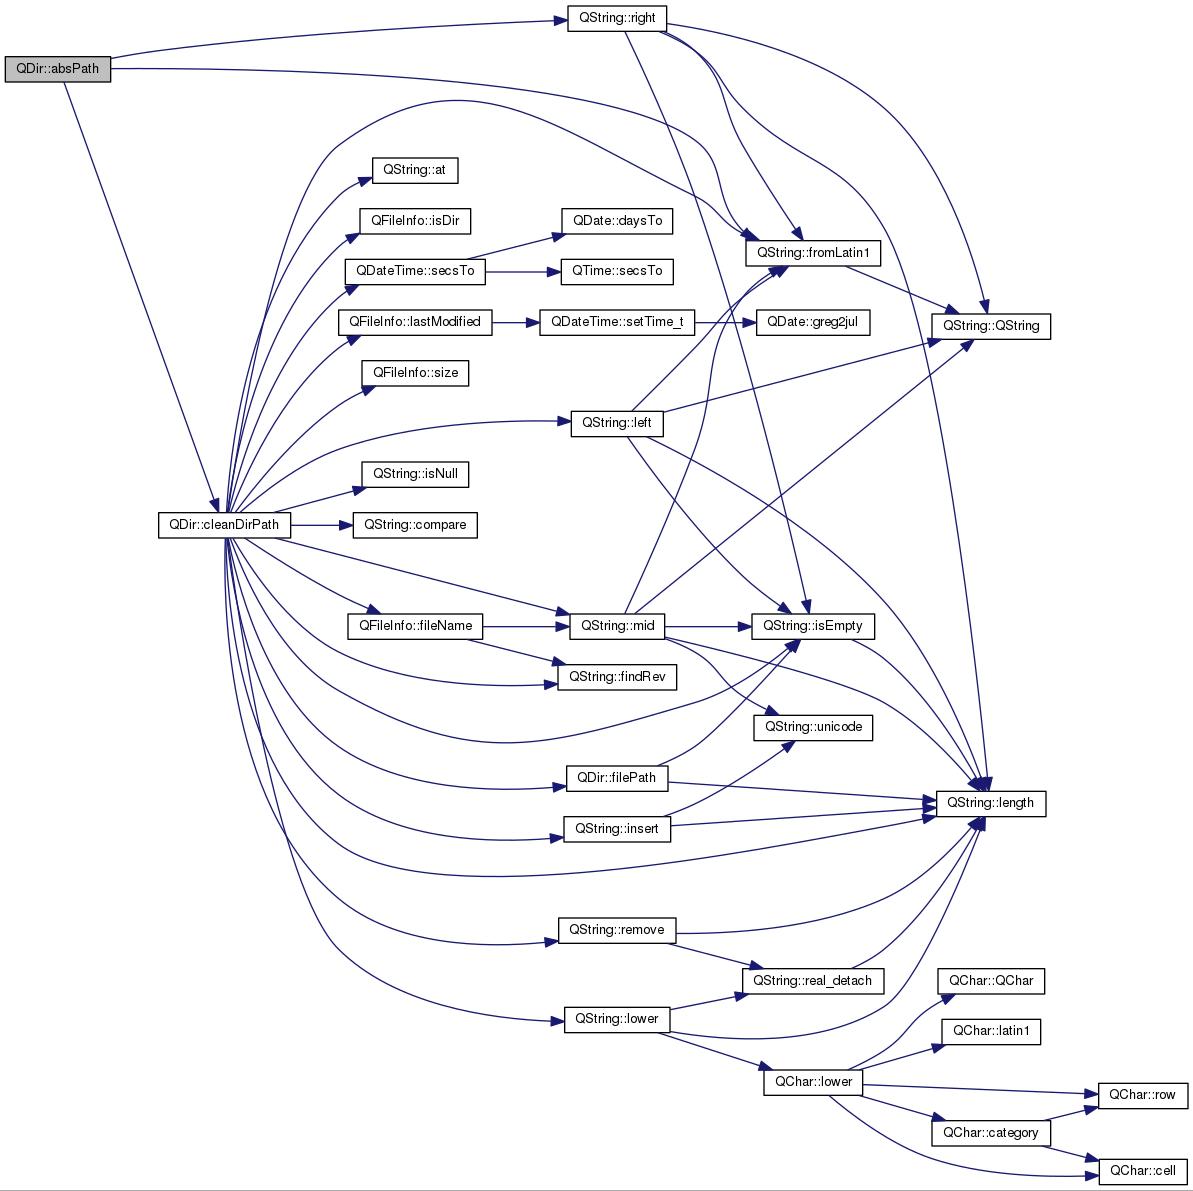 QString::right
QDir::absPath
QString::at
QFileInfo::isDir
QDate::daysTo
QString::fromLatin1
QDateTime::secsTo
QTime::secsTo
QFileInfo::lastModified
QDateTime::setTime_t
QDate::greg2jul
QString::QString
QFileInfo::size
QString::left
QString::isNull
QDir::cleanDirPath
QString::compare
QFileInfo::fileName
QString::mid
QString::isEmpty
QString::findRev
QString::unicode
QDir::filePath
QString::length
QString::insert
QString::remove
QString::real_detach
QChar::QChar
QString::lower
QChar::latin1
QChar::lower
QChar::row
QChar::category
QChar::cell